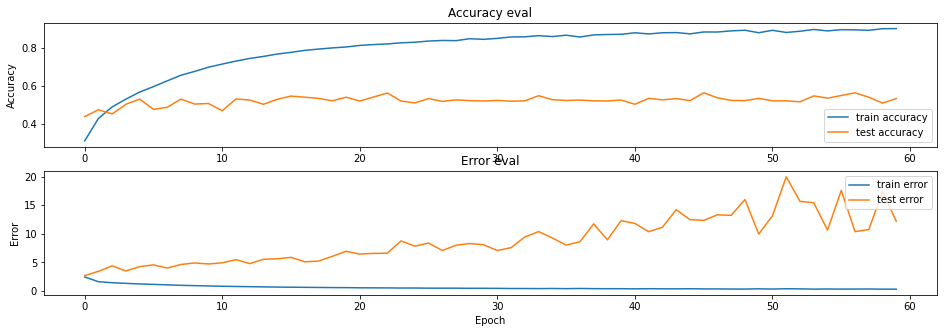 Accuracy eval
Accuracy
0.8
0.6
0.4
train accuracy
test accuracy
0 10 20 30 40 50 60
Error eval
Error
20
15
10
5
0
train error
test error
0 10 20 30 40 50 60
Epoch